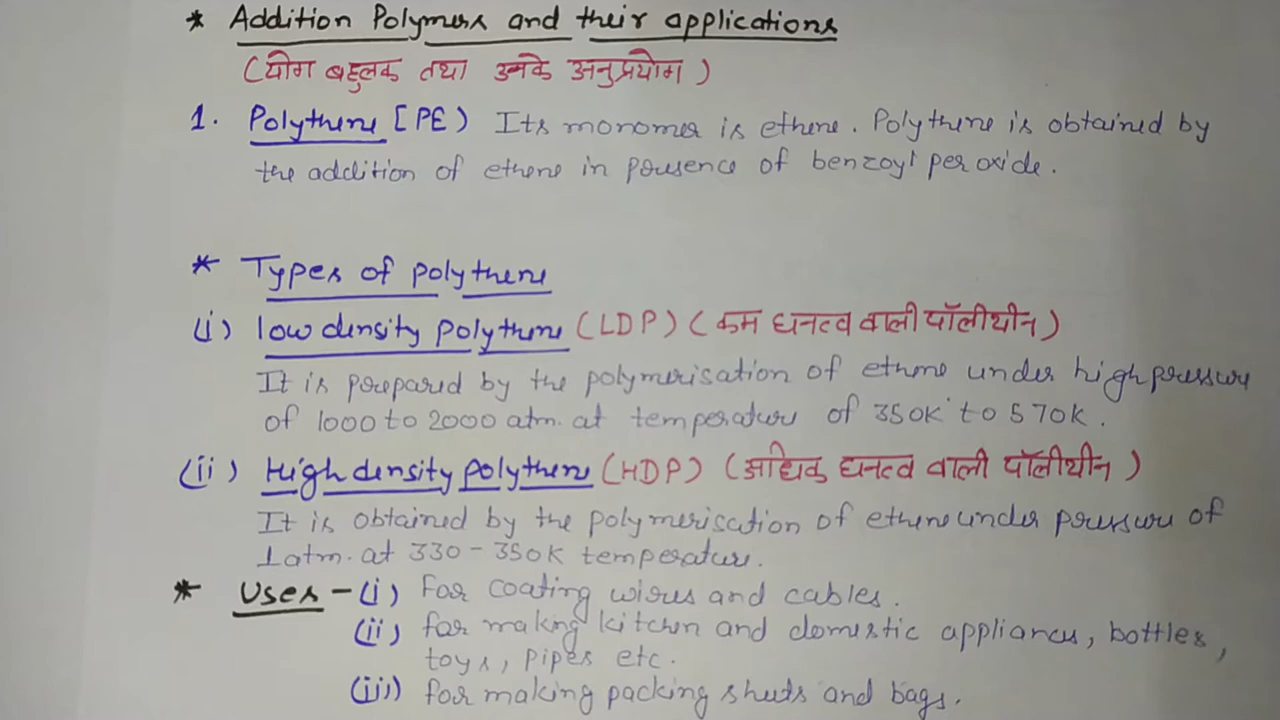 * Addition Polymers and their applications
(योग बहुलक तथा उनके अनुप्रयोग)
1. Polythene [PE) Its monomer is ethene. Polythene is obtained by
the addition of ethene in presence of benzoyl peroxide.
* Types of polythene
(i) low density polythene (LDP) (कम घनत्व वाली पॉलीथीन)
It is prepared by the polymerisation of ethene under high pressure
of 1000 to 2000 atm. at temperature of 350K to 570K.
(ii) High density polythene (HDP) (अधिक घनत्व वाली पॉलीथीन)
It is obtained by the polymerisation of ethene under pressure of
1atm. at 330-350K temperature.
* Uses - (i) For coating wires and cables.
(ii) for making kitchen and domestic appliances, bottles,
toys, pipes etc.
(iii) for making packing sheets and bags.